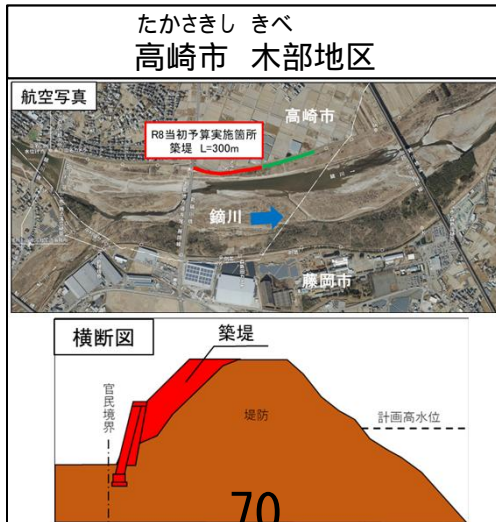 たかさきし きべ
高崎市 木部地区
航空写真
高崎市
R8当初予算実施箇所
築堤 L=300m
鏑川
鏑川
藤岡市
横断図
築堤
官民境界
堤防
計画高水位
70